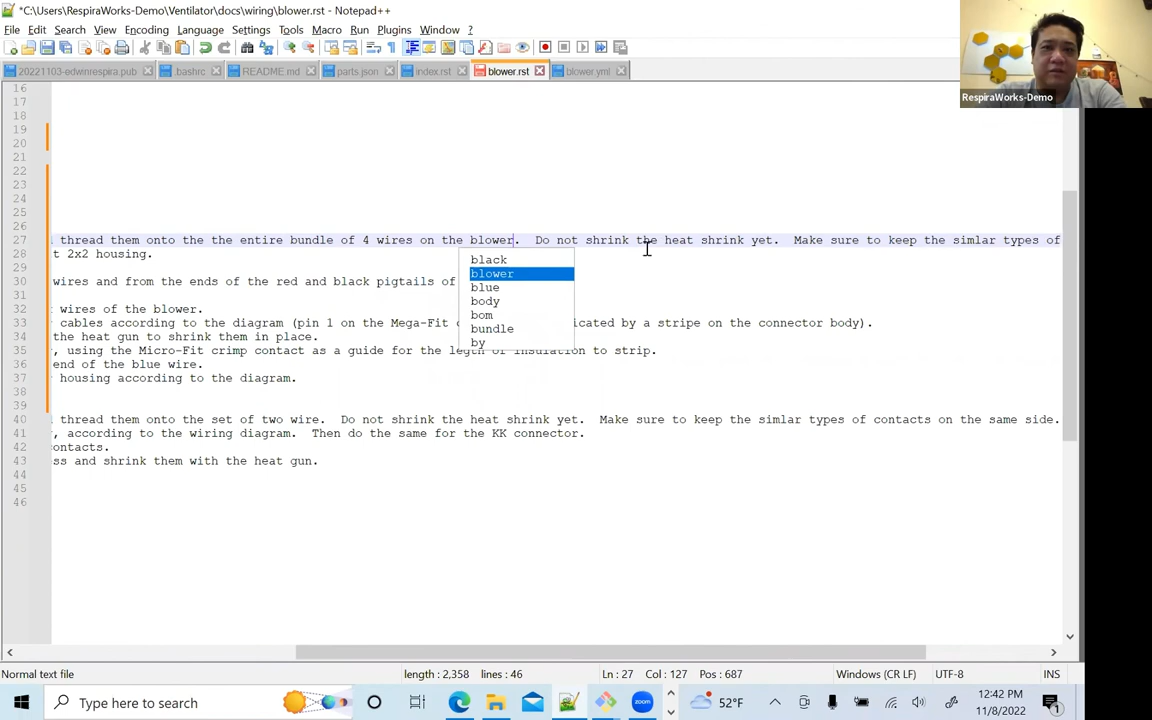 *C:\Users\RespiraWorks-Demo\Ventilator\docs\wiring\blower.rst - Notepad++
File Edit Search View Encoding Language Settings Tools Macro Run Plugins Window ?
20221103-edwinrespira.pub .bashrc README.md parts.json index.rst blower.rst blower.yml
RespiraWorks-Demo
16
17
18
19
20
21
22
23
24
25
26
27 thread them onto the the entire bundle of 4 wires on the blower. Do not shrink the heat shrink yet. Make sure to keep the simlar types of
black
28 t 2x2 housing.
blower
29
blue
30 wires and from the ends of the red and black pigtails of
body
31
bom
32 wires of the blower.
33 cables according to the diagram (pin 1 on the Mega-Fit c icated by a stripe on the connector body).
bundle
34 the heat gun to shrink them in place.
by
35 , using the Micro-Fit crimp contact as a guide for the legth of insulation to strip.
36 end of the blue wire.
37 housing according to the diagram.
38
39
40 thread them onto the set of two wire. Do not shrink the heat shrink yet. Make sure to keep the simlar types of contacts on the same side.
41 , according to the wiring diagram. Then do the same for the KK connector.
42 ontacts.
43 ss and shrink them with the heat gun.
44
45
46
Normal text file length : 2,358 lines : 46 Ln : 27 Col : 127 Pos : 687 Windows (CR LF) UTF-8 INS
Type here to search 52°F 12:42 PM
11/8/2022
zoom
1